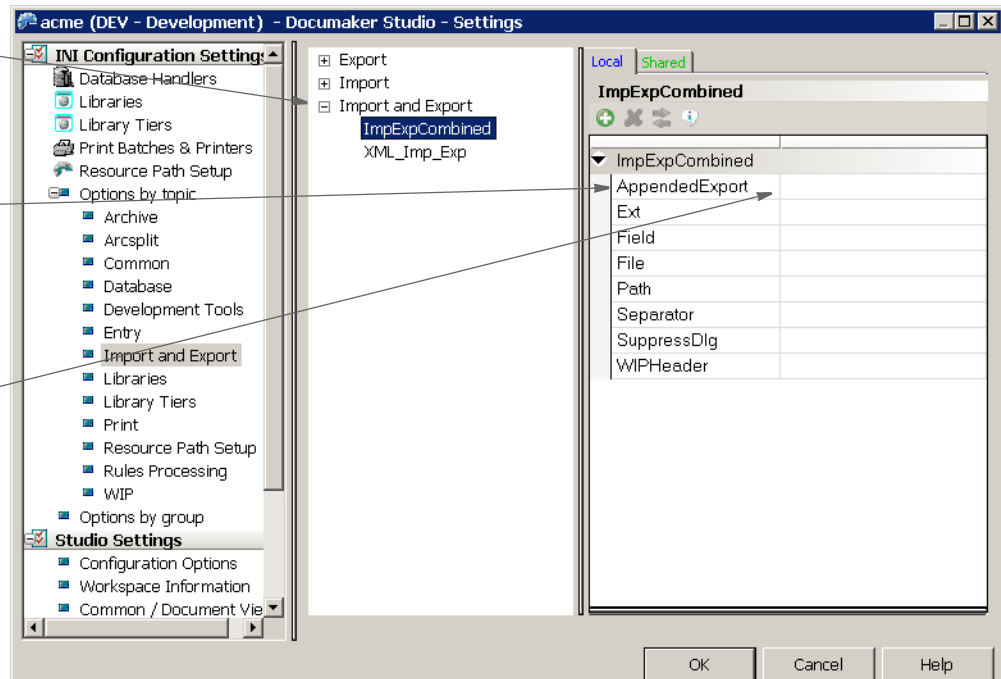 acme (DEV - Development) - Documaker Studio - Settings
INI Configuration Settings
Database Handlers
Libraries
Library Tiers
Print Batches & Printers
Resource Path Setup
Options by topic
Archive
Arcsplit
Common
Database
Development Tools
Entry
Import and Export
Libraries
Library Tiers
Print
Resource Path Setup
Rules Processing
WIP
Options by group
Studio Settings
Configuration Options
Workspace Information
Common / Document Vie
Export
Import
Import and Export
ImpExpCombined
XML_Imp_Exp
Local Shared
ImpExpCombined
ImpExpCombined
AppendedExport
Ext
Field
File
Path
Separator
SuppressDlg
WIPHeader
OK Cancel Help